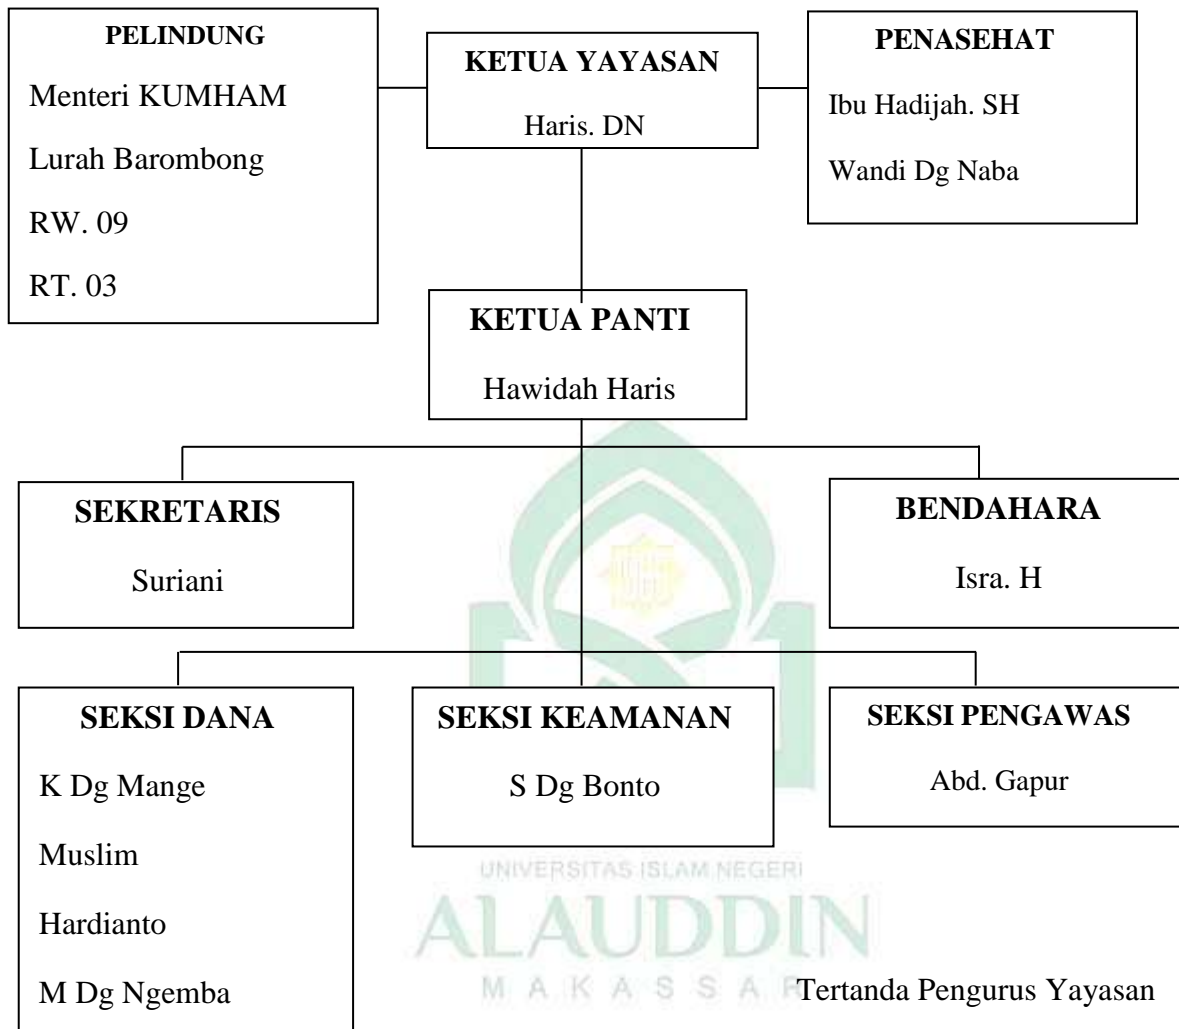 PELINDUNG
Menteri KUMHAM
Lurah Barombong
RW. 09
RT. 03
KETUA YAYASAN
Haris. DN
PENASEHAT
Ibu Hadijah. SH
Wandi Dg Naba
KETUA PANTI
Hawidah Haris
SEKRETARIS
Suriani
BENDAHARA
Isra. H
SEKSI DANA
K Dg Mange
Muslim
Hardianto
M Dg Ngemba
SEKSI KEAMANAN
S Dg Bonto
SEKSI PENGAWAS
Abd. Gapur
UNIVERSITAS ISLAM NEGERI
ALAUDDIN
MAKASSAR
Tertanda Pengurus Yayasan